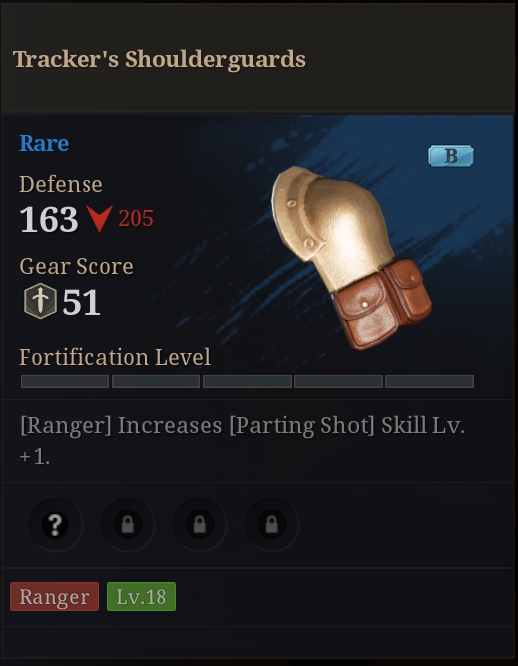 Tracker's Shoulderguards
Rare
B
Defense
163 205
Gear Score
51
Fortification Level
[Ranger] Increases [Parting Shot] Skill Lv.
+1.
?
Ranger Lv.18